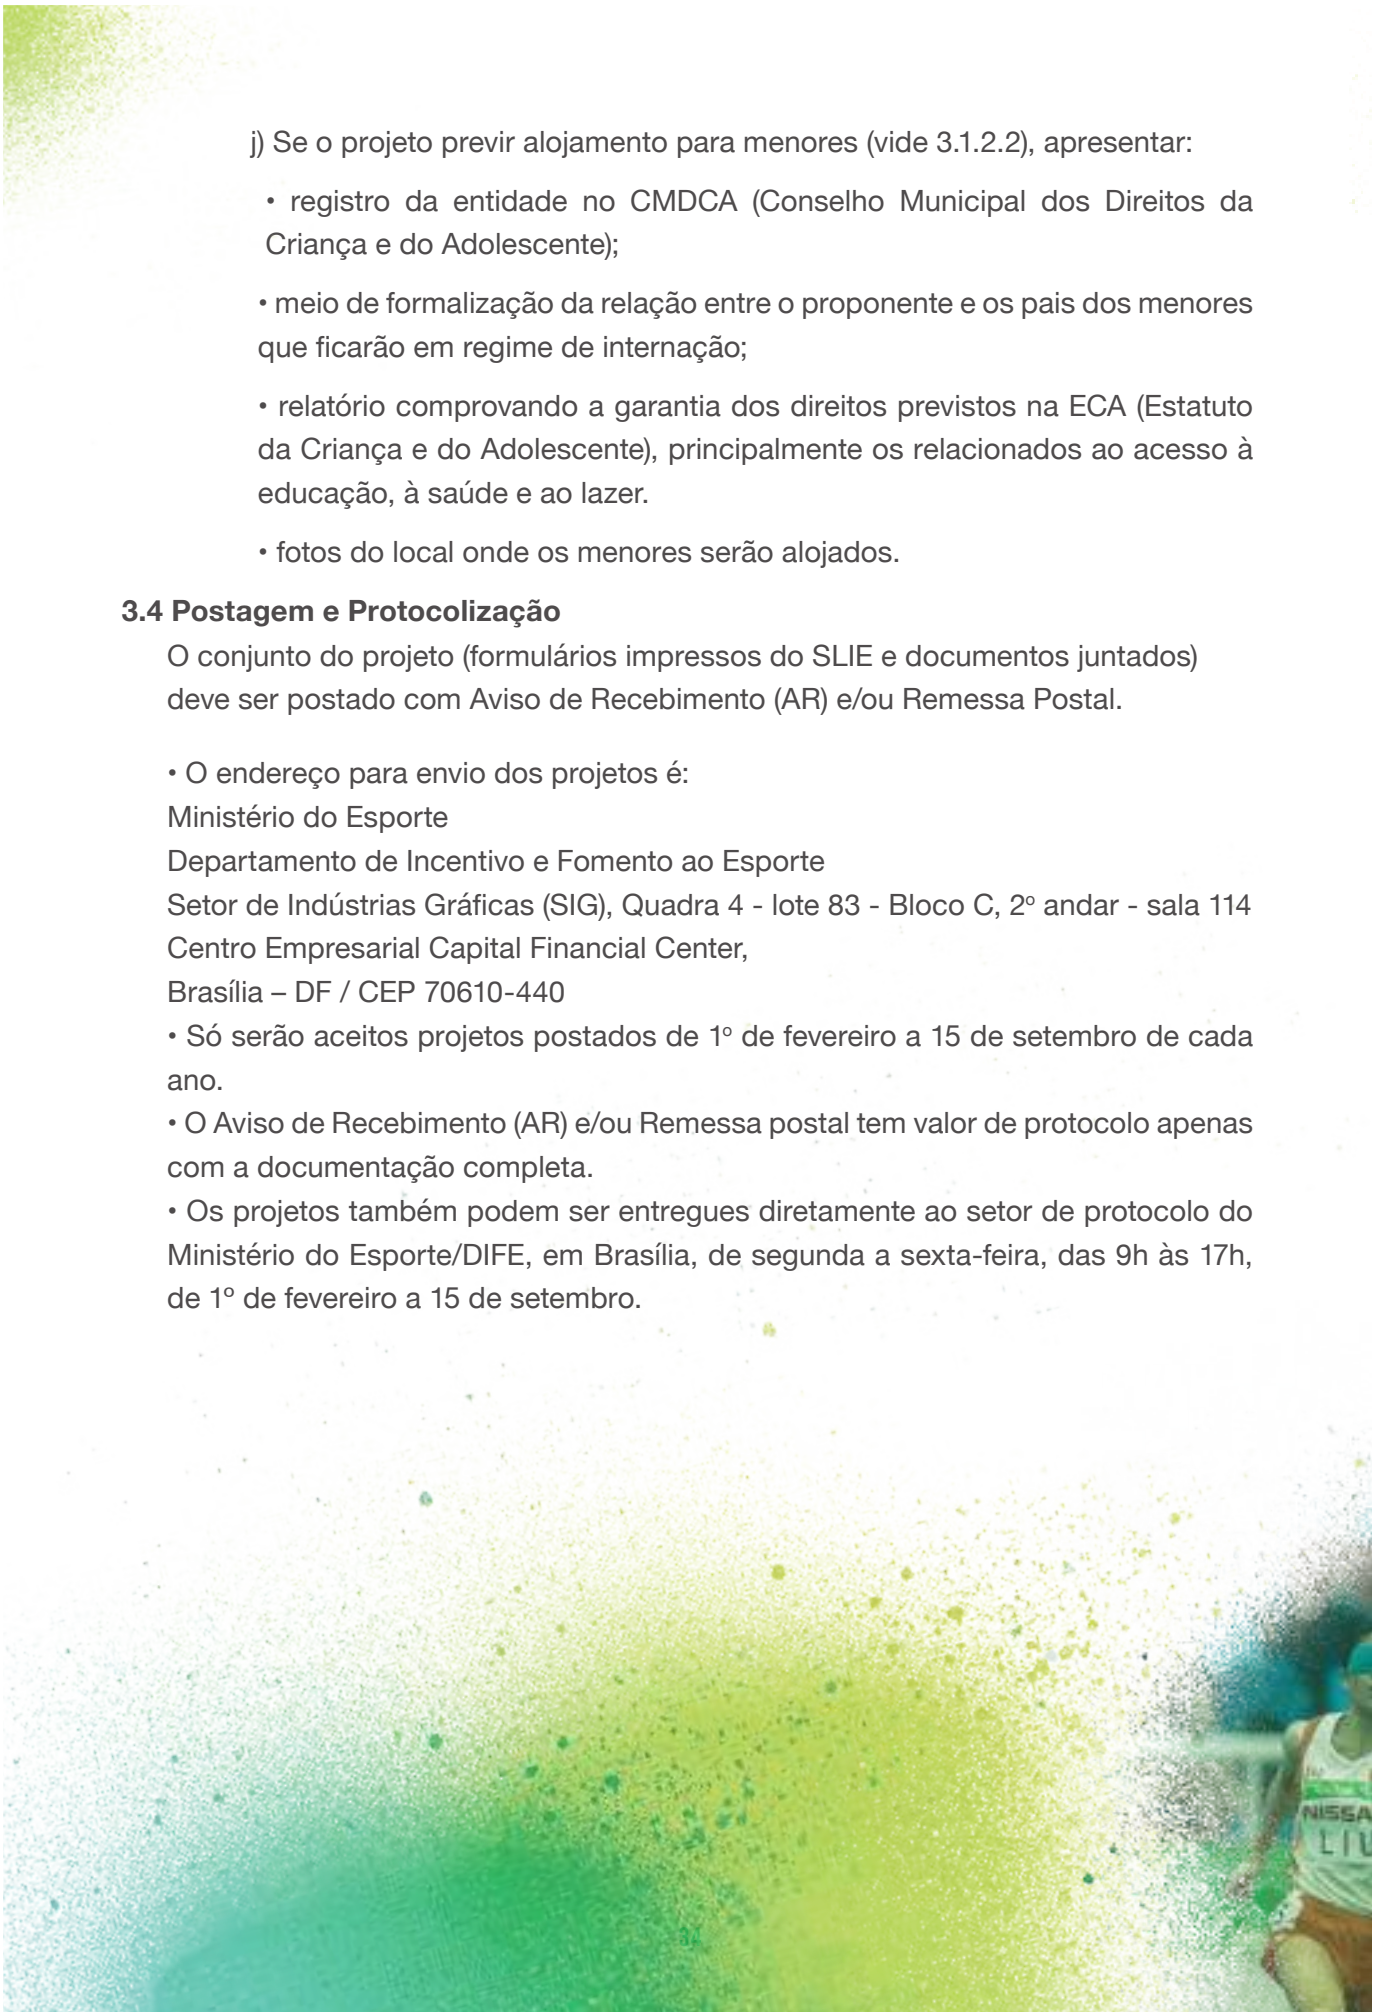 j) Se o projeto previr alojamento para menores (vide 3.1.2.2), apresentar:
• registro da entidade no CMDCA (Conselho Municipal dos Direitos da
Criança e do Adolescente);
• meio de formalização da relação entre o proponente e os pais dos menores
que ficarão em regime de internação;
• relatório comprovando a garantia dos direitos previstos na ECA (Estatuto
da Criança e do Adolescente), principalmente os relacionados ao acesso à
educação, à saúde e ao lazer.
• fotos do local onde os menores serão alojados.
3.4 Postagem e Protocolização
O conjunto do projeto (formulários impressos do SLIE e documentos juntados)
deve ser postado com Aviso de Recebimento (AR) e/ou Remessa Postal.
• O endereço para envio dos projetos é:
Ministério do Esporte
Departamento de Incentivo e Fomento ao Esporte
Setor de Indústrias Gráficas (SIG), Quadra 4 - lote 83 - Bloco C, 2º andar - sala 114
Centro Empresarial Capital Financial Center,
Brasília – DF / CEP 70610-440
• Só serão aceitos projetos postados de 1º de fevereiro a 15 de setembro de cada
ano.
• O Aviso de Recebimento (AR) e/ou Remessa postal tem valor de protocolo apenas
com a documentação completa.
• Os projetos também podem ser entregues diretamente ao setor de protocolo do
Ministério do Esporte/DIFE, em Brasília, de segunda a sexta-feira, das 9h às 17h,
de 1º de fevereiro a 15 de setembro.
NISSA
LIU
34